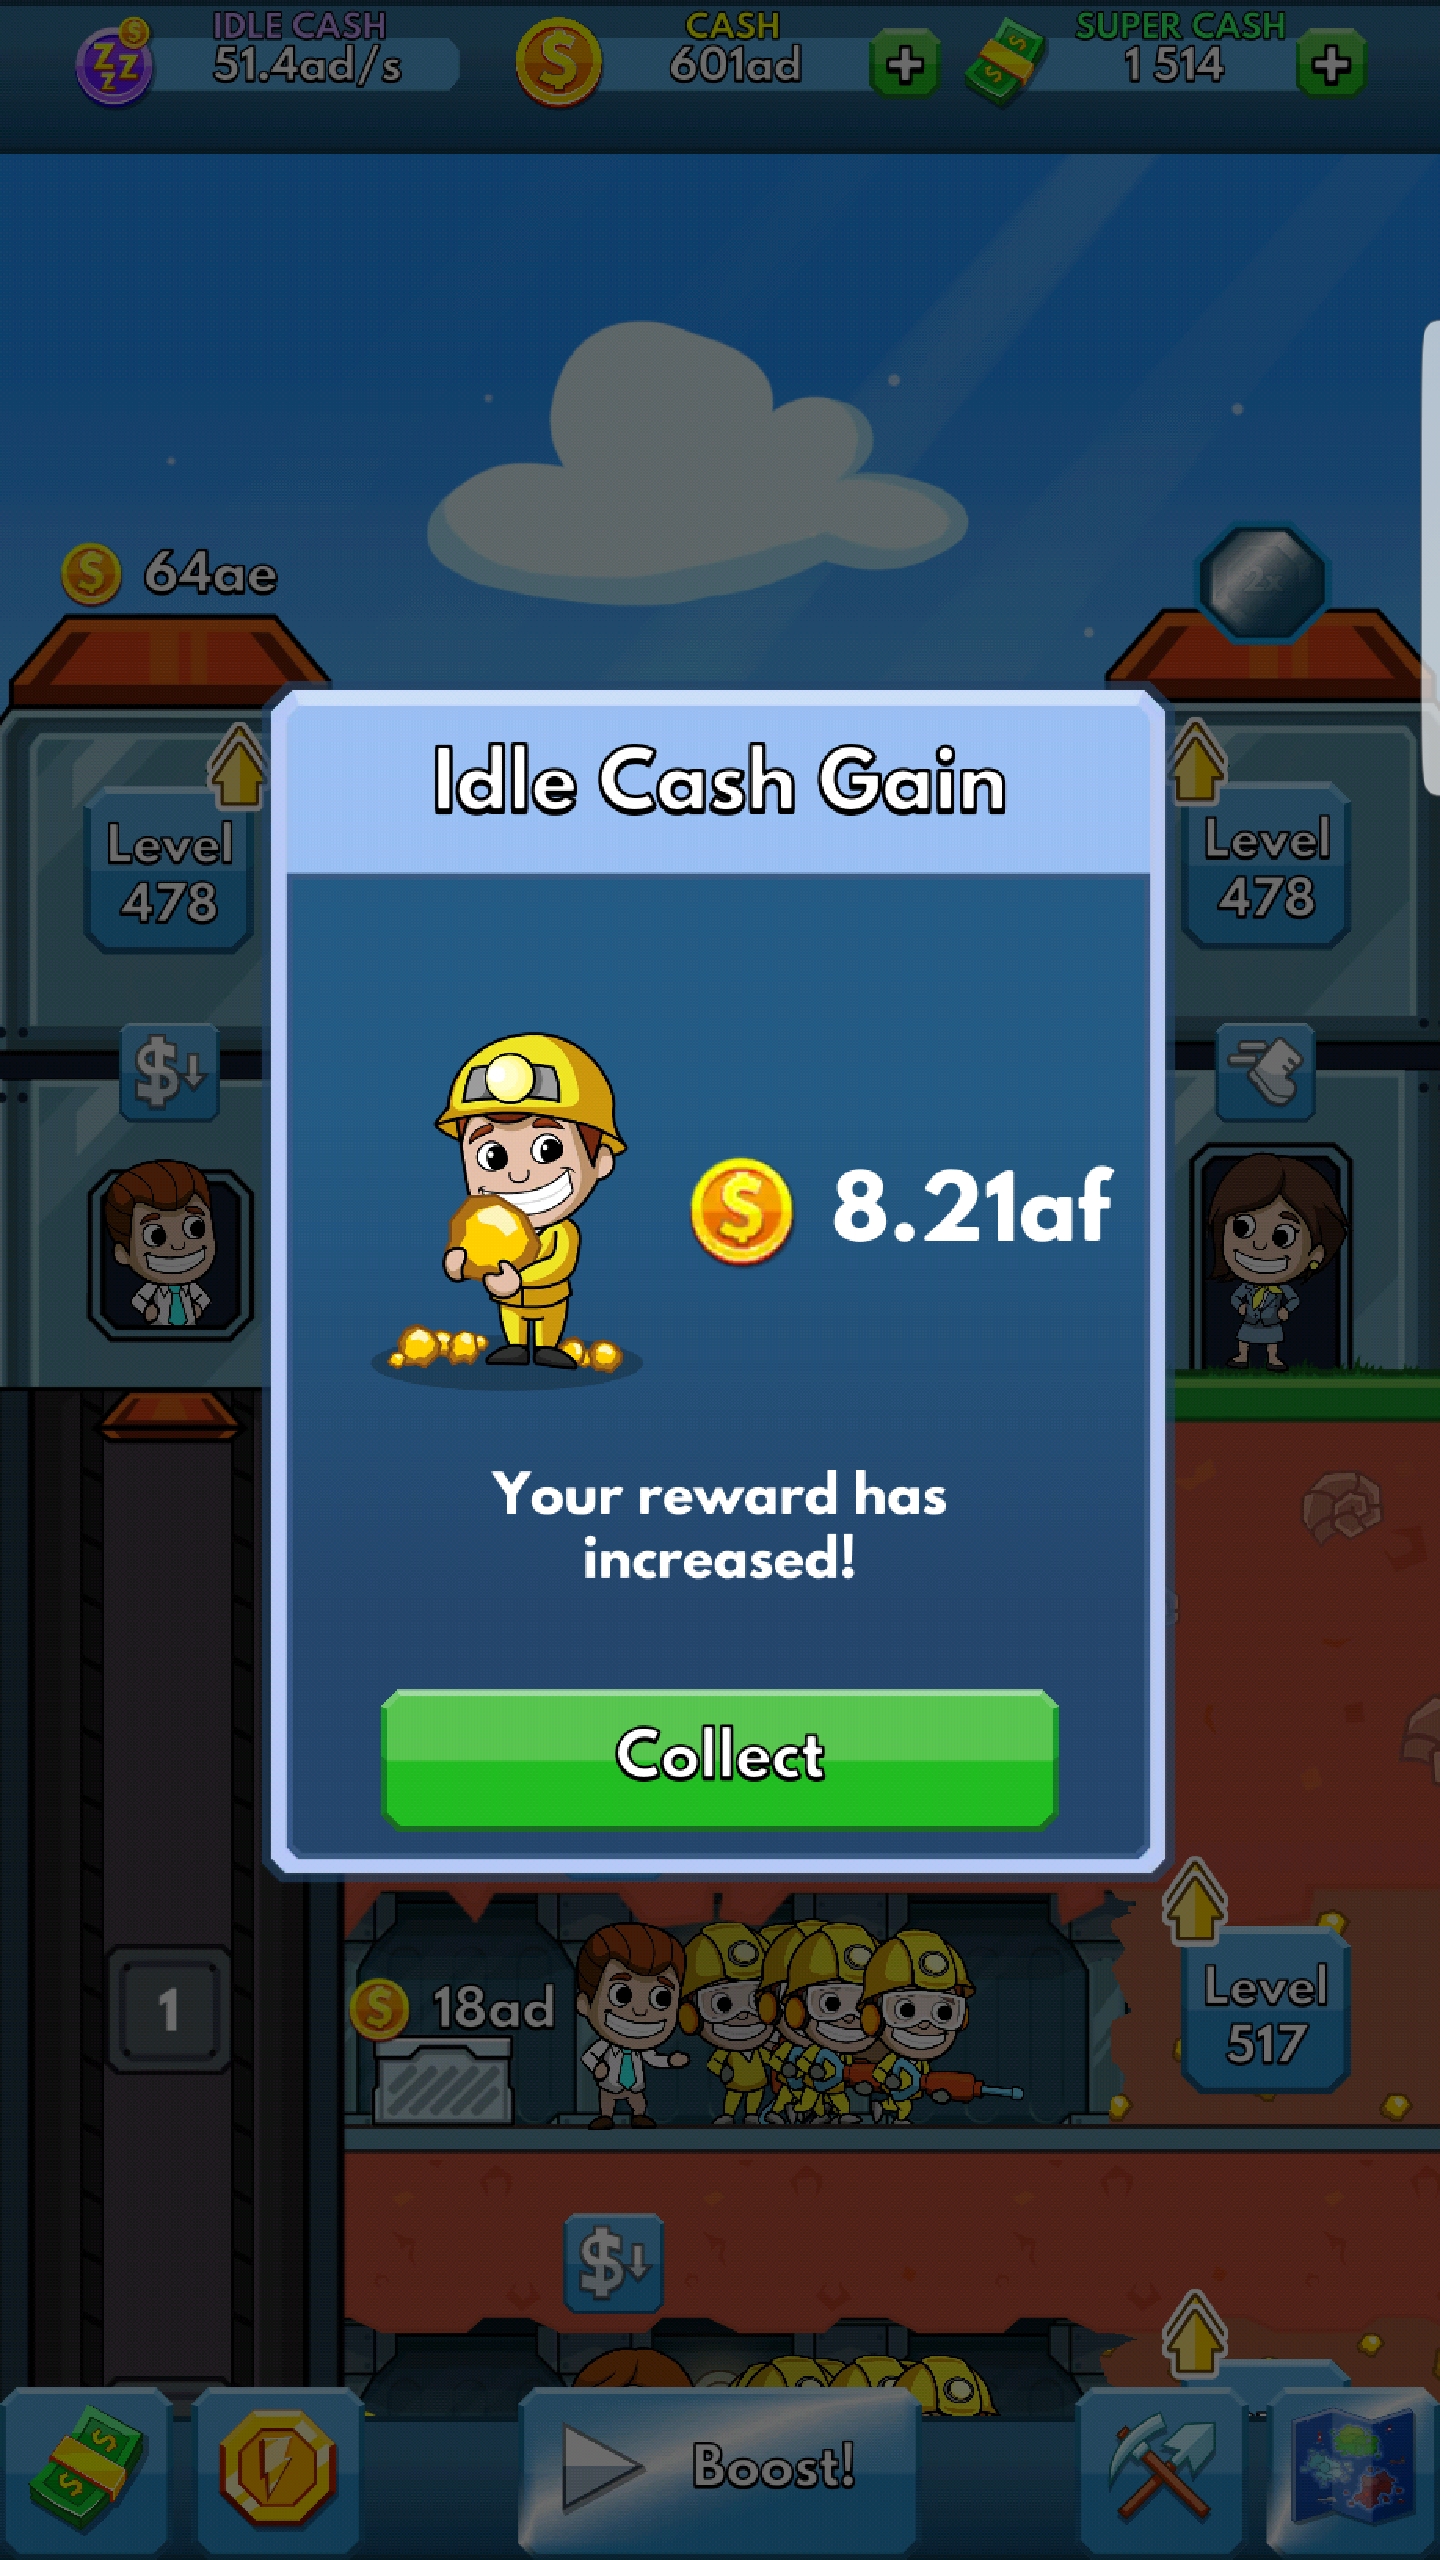 IDLE CASH
51.4ad/s
CASH
601ad
SUPER CASH
1 514
64ae
2x
Idle Cash Gain
Level
478
Level
478
8.21af
Your reward has
increased!
Collect
1
18ad
Level
517
Boost!